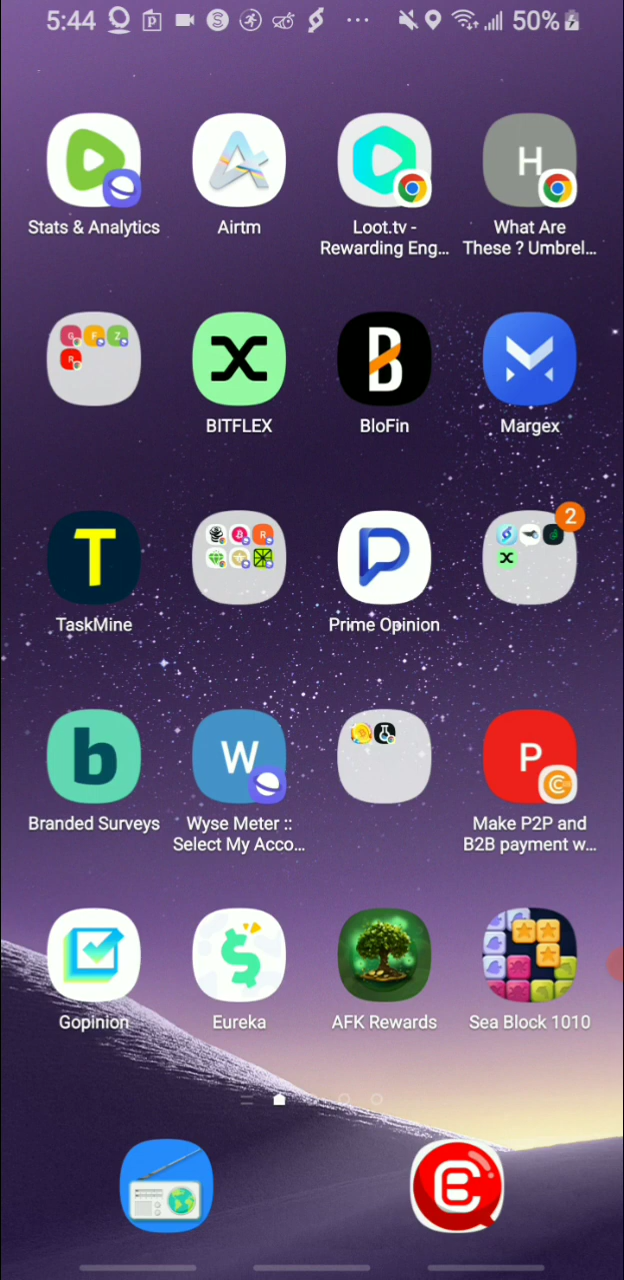 5:44
50%
Stats & Analytics
Airtm
Loot.tv -
Rewarding Eng...
H
What Are
These ? Umbrel...
G F Z
R
BITFLEX
BloFin
Margex
T
TaskMine
B R
2
Prime Opinion
b
Branded Surveys
W
Wyse Meter ::
Select My Acco...
P
Make P2P and
B2B payment w...
Gopinion
Eureka
AFK Rewards
Sea Block 1010